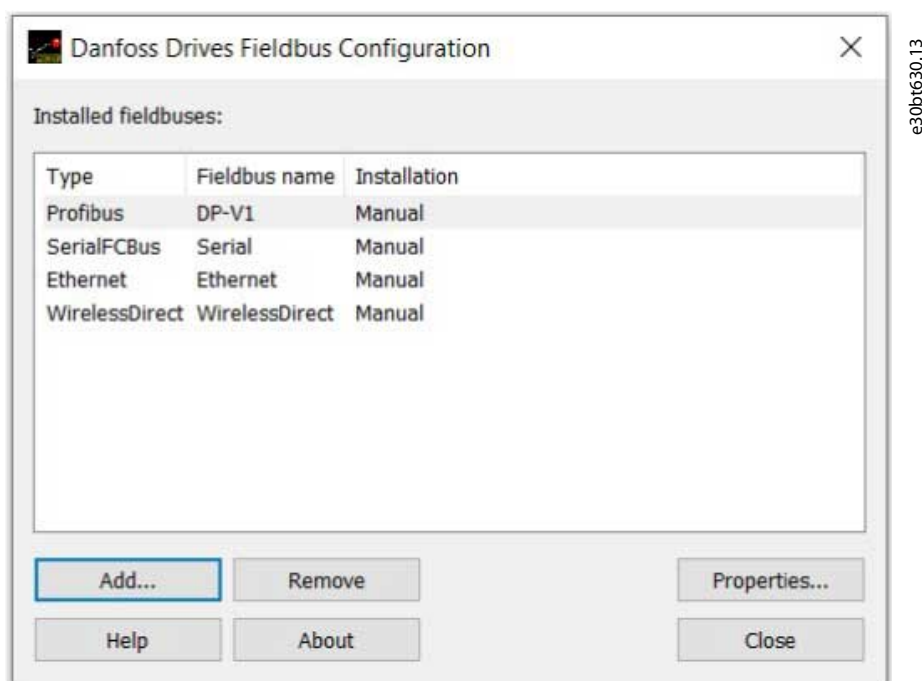 Danfoss Drives Fieldbus Configuration
e30bt630.13
Installed fieldbuses:
Type Fieldbus name Installation
Profibus DP-V1 Manual
SerialFCBus Serial Manual
Ethernet Ethernet Manual
WirelessDirect WirelessDirect Manual
Add... Remove Properties...
Help About Close